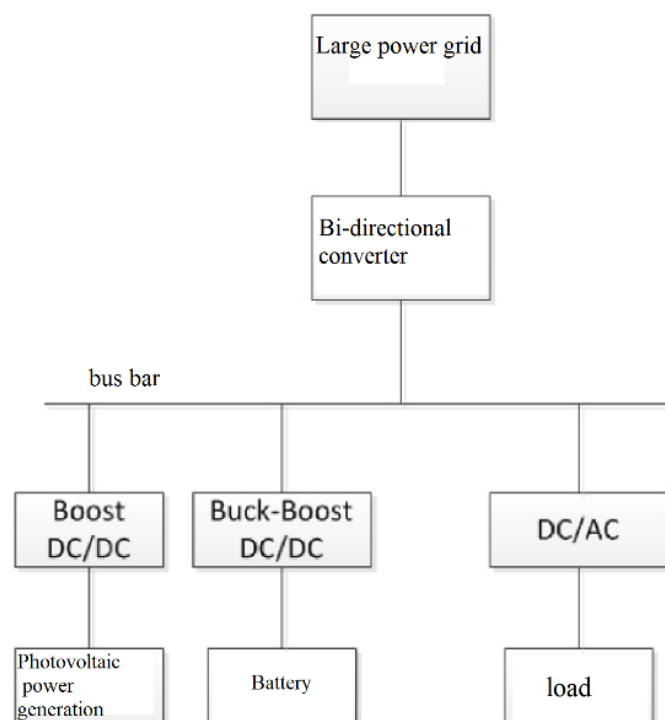 Large power grid
Bi-directional
converter
bus bar
Boost
DC/DC
Buck-Boost
DC/DC
DC/AC
Photovoltaic
power
generation
Battery
load